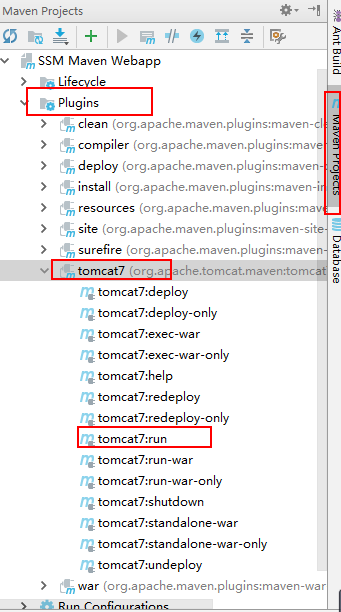 Maven Projects
SSM Maven Webapp
Lifecycle
Plugins
clean (org.apache.maven.plugins:maven-cl
compiler (org.apache.maven.plugins:maven
deploy (org.apache.maven.plugins:maven-d
install (org.apache.maven.plugins:maven-in
resources (org.apache.maven.plugins:mave
site (org.apache.maven.plugins:maven-site-
surefire (org.apache.maven.plugins:maven-
tomcat7 (org.apache.tomcat.maven:tomcat
tomcat7:deploy
tomcat7:deploy-only
tomcat7:exec-war
tomcat7:exec-war-only
tomcat7:help
tomcat7:redeploy
tomcat7:redeploy-only
tomcat7:run
tomcat7:run-war
tomcat7:run-war-only
tomcat7:shutdown
tomcat7:standalone-war
tomcat7:standalone-war-only
tomcat7:undeploy
war (org.apache.maven.plugins:maven-war
Run Configurations
Ant Build
Maven Projects
Database